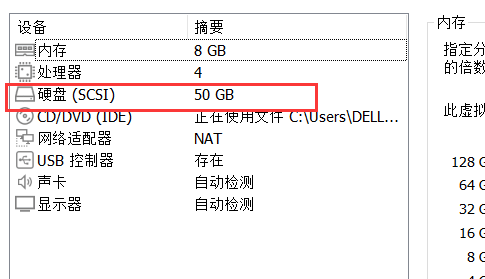 设备 摘要
内存 8 GB
处理器 4
硬盘 (SCSI) 50 GB
CD/DVD (IDE) 正在使用文件 C:\Users\DELL...
网络适配器 NAT
USB 控制器 存在
声卡 自动检测
显示器 自动检测
内存
指定分
的倍数
此虚拟
128 G
64 G
32 G
16 G
8 G